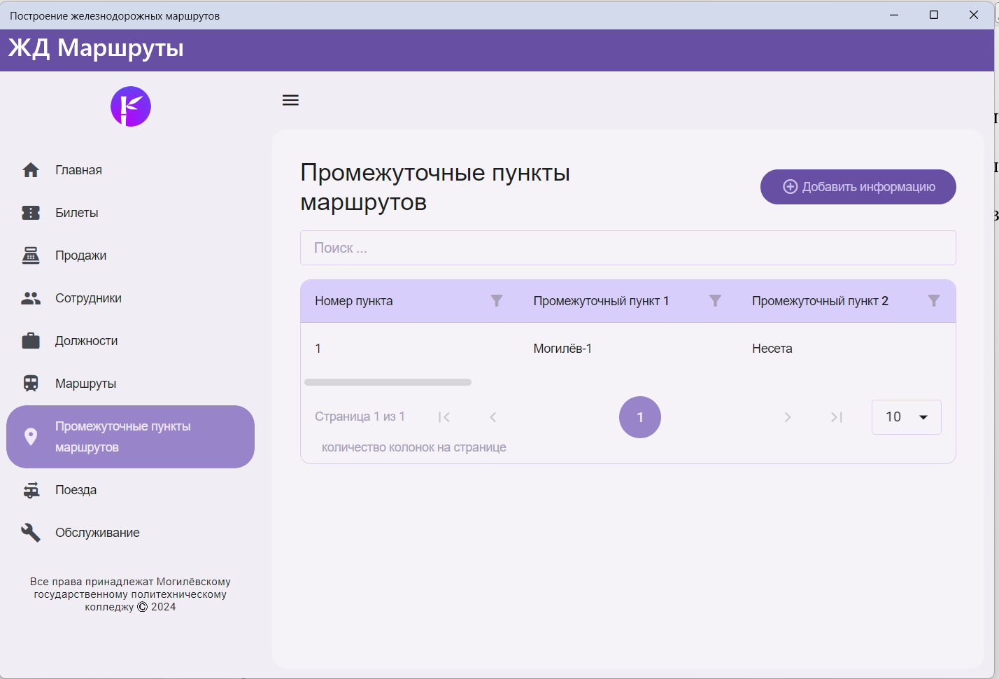 Построение железнодорожных маршрутов
ЖД Маршруты
Главная
Билеты
Продажи
Сотрудники
Должности
Маршруты
Промежуточные пункты
маршрутов
Поезда
Обслуживание
Все права принадлежат Могилёвскому
государственному политехническому
колледжу © 2024
Промежуточные пункты
маршрутов
Добавить информацию
Поиск ...
Номер пункта Промежуточный пункт 1 Промежуточный пункт 2
1 Могилёв-1 Несета
Страница 1 из 1 1 10
количество колонок на странице